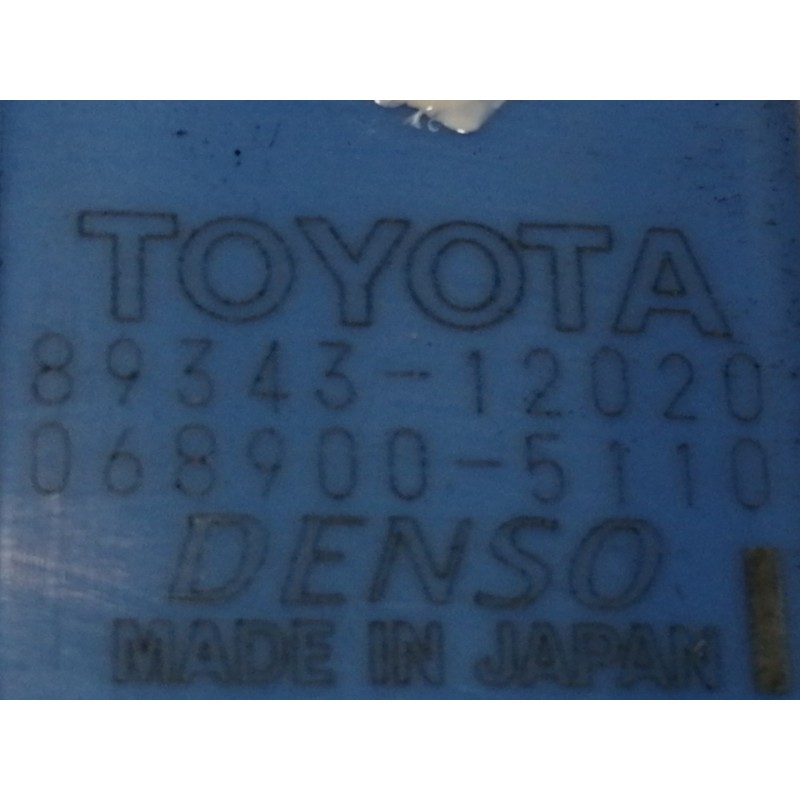 TOYOTA
89343-12020
068900-5110
DENSO
MADE IN JAPAN